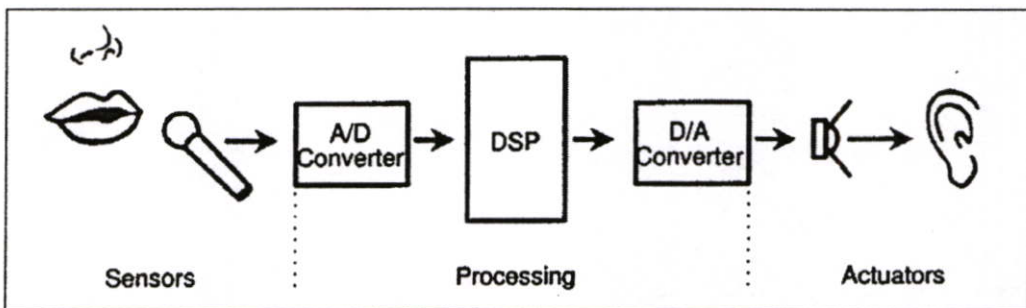 A/D
Converter
DSP
D/A
Converter
Sensors
Processing
Actuators